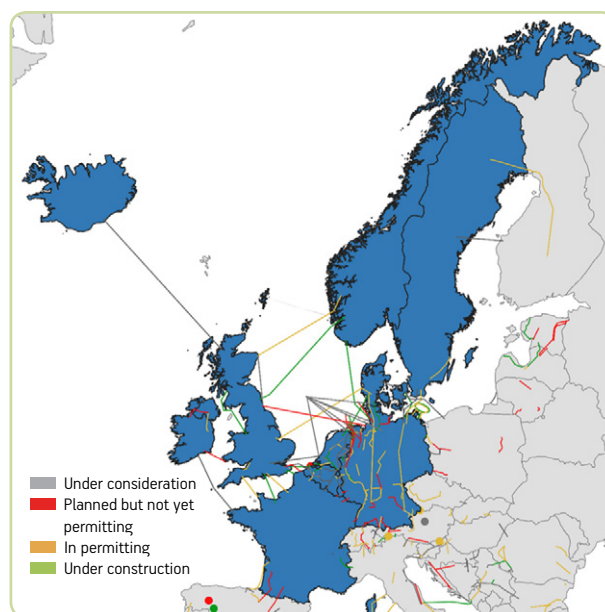 Under consideration
Planned but not yet
permitting
In permitting
Under construction